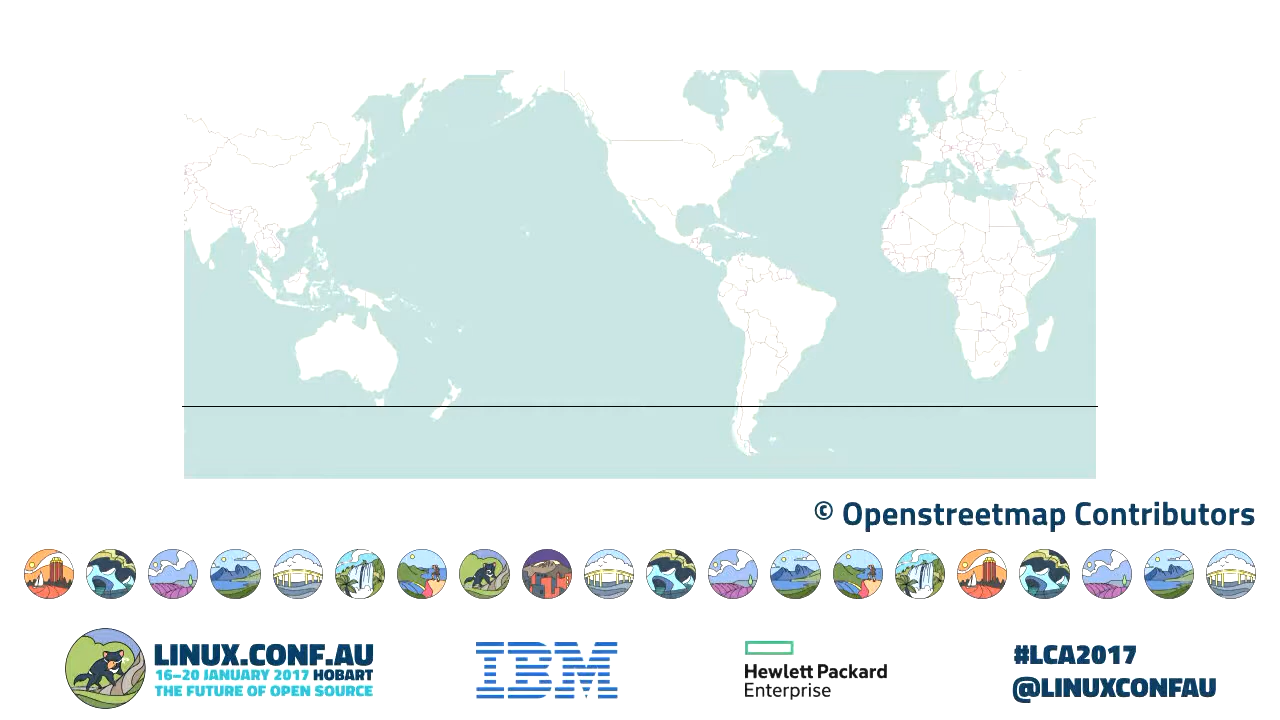 © Openstreetmap Contributors
LINUX.CONF.AU
16–20 JANUARY 2017 HOBART
THE FUTURE OF OPEN SOURCE
IBM
Hewlett Packard
Enterprise
#LCA2017
@LINUXCONFAU